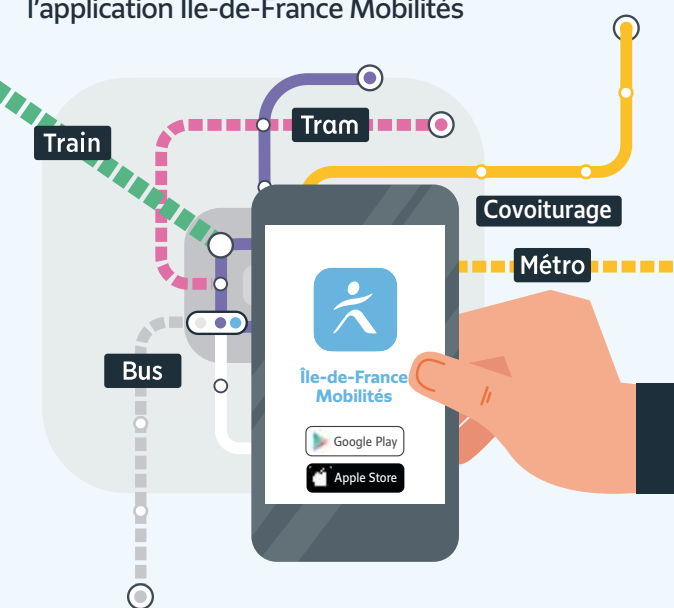 l'application Île-de-France Mobilités
Tram
Train
Covoiturage
Métro
Bus
Île-de-France
Mobilités
Google Play
Apple Store